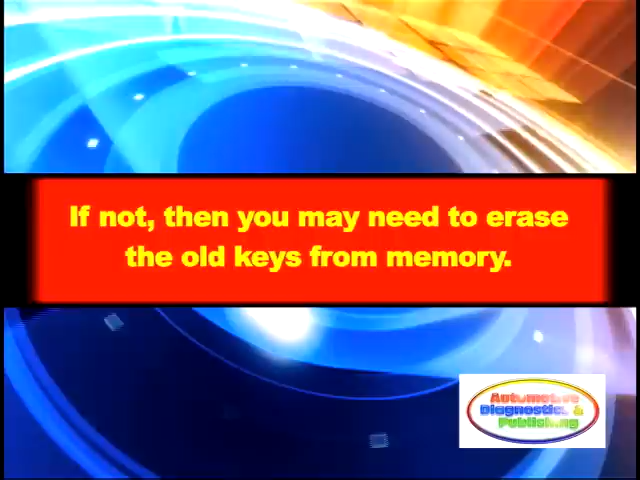 If not, then you may need to erase
the old keys from memory.
Automotive
Diagnostic &
Publishing